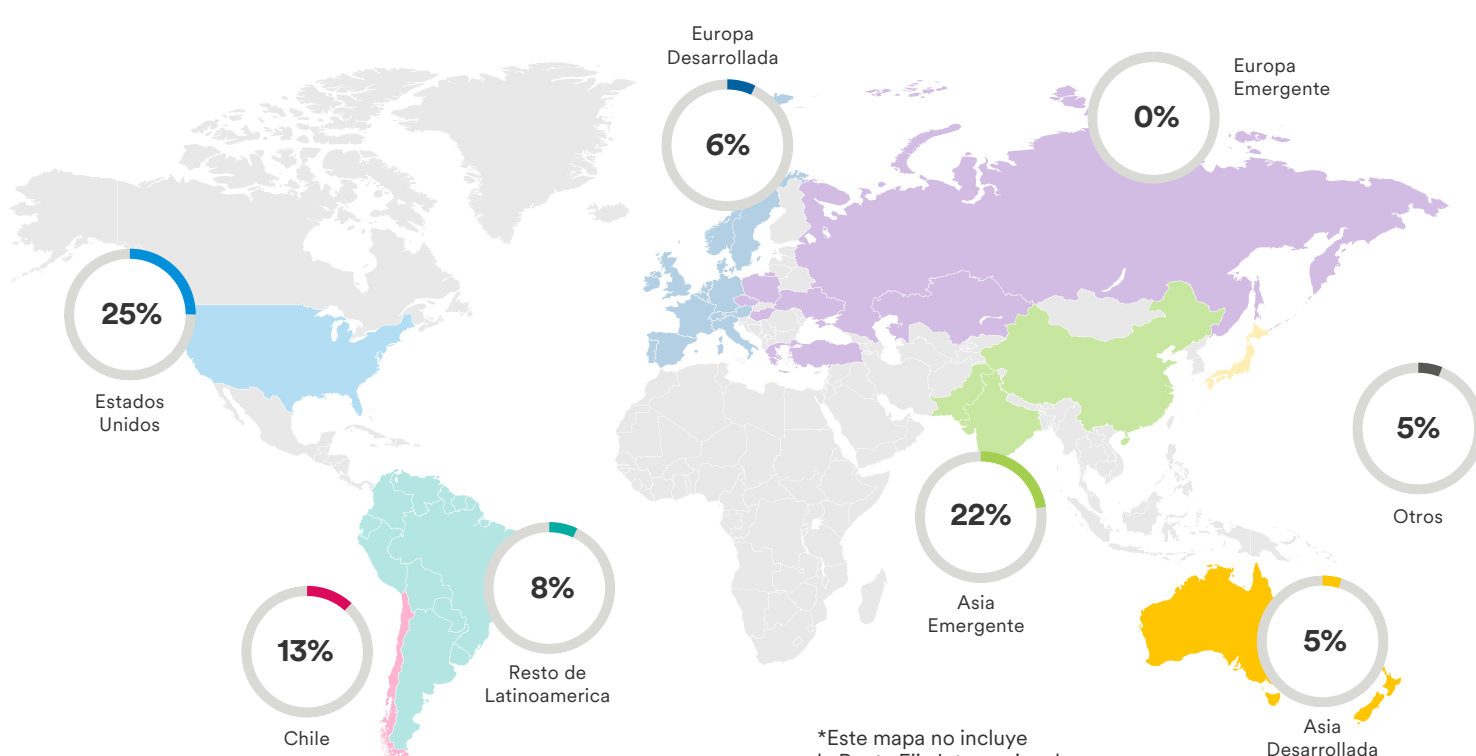 Europa
Desarrollada
6%
Europa
Emergente
0%
25%
Estados
Unidos
5%
Otros
22%
Asia
Emergente
8%
Resto de
Latinoamerica
13%
Chile
5%
Asia
Desarrollada
*Este mapa no incluye